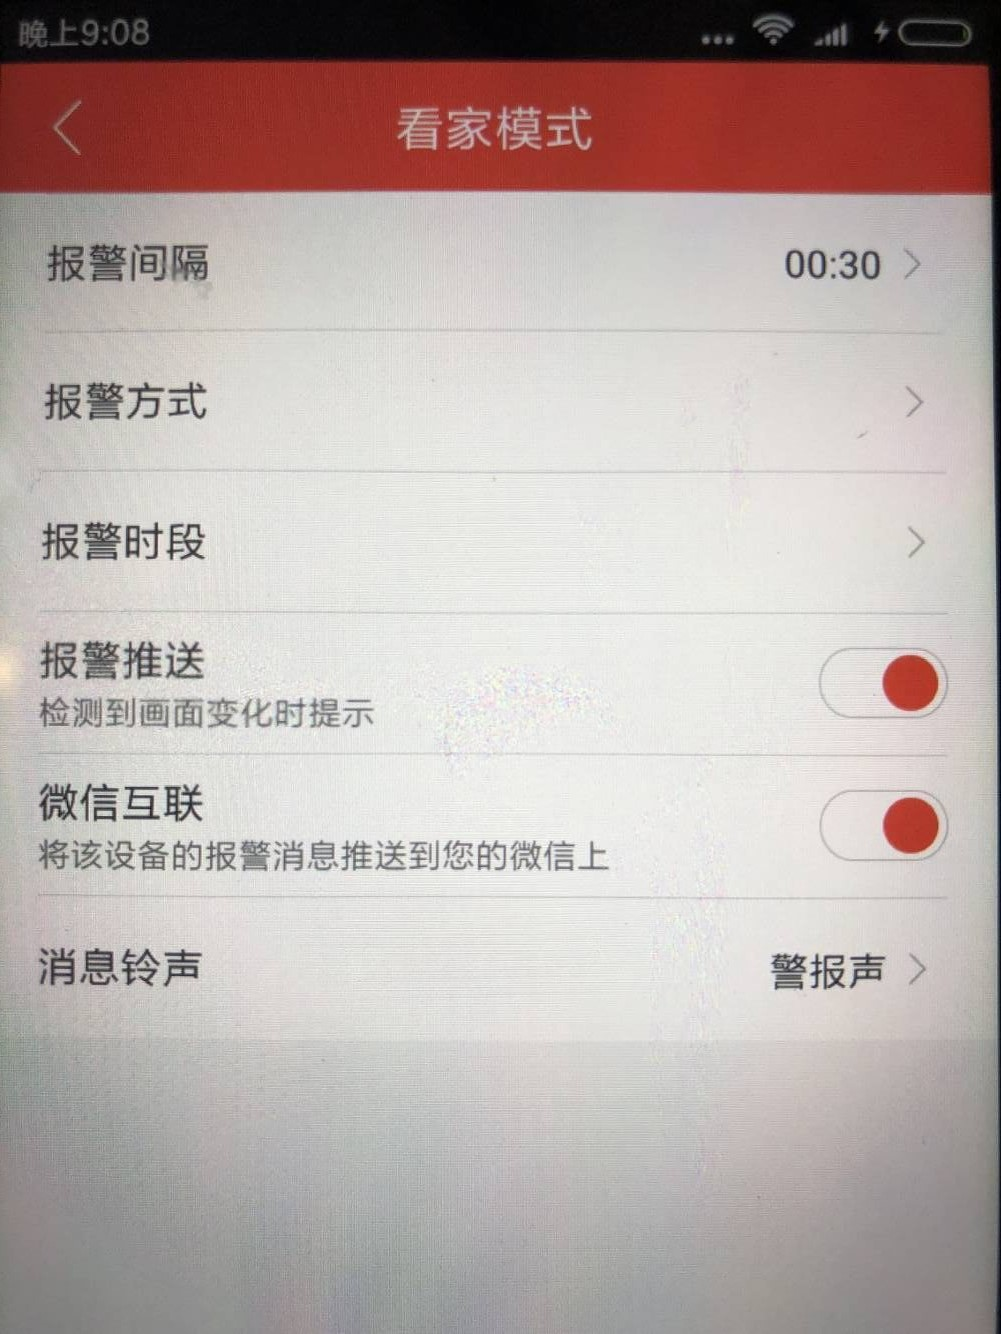 晚上9:08
看家模式
报警间隔 00:30
报警方式
报警时段
报警推送
检测到画面变化时提示
微信互联
将该设备的报警消息推送到您的微信上
消息铃声 警报声